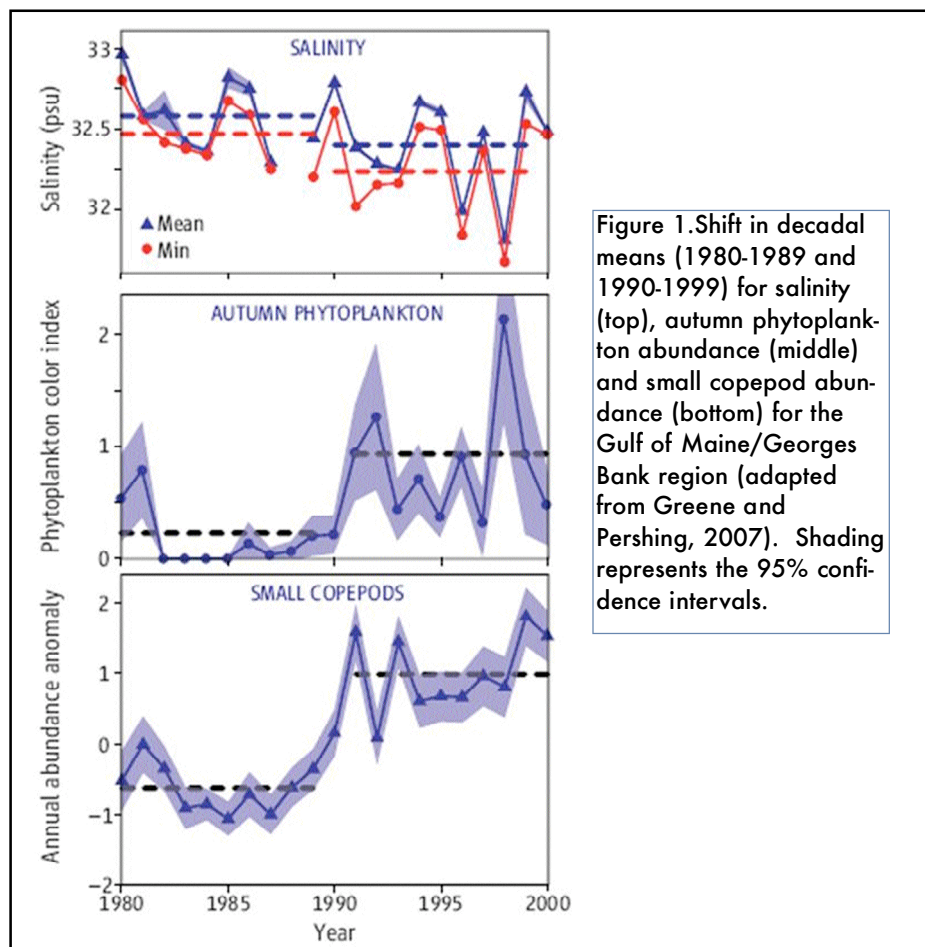 SALINITY
33
32.5
32
Salinity (psu)
Mean
Min
AUTUMN PHYTOPLANKTON
2
1
0
Phytoplankton color index
SMALL COPEPODS
2
1
0
−1
−2
Annual abundance anomaly
1980 1985 1990 1995 2000
Year
Figure 1.Shift in decadal
means (1980-1989 and
1990-1999) for salinity
(top), autumn phytoplank-
ton abundance (middle)
and small copepod abun-
dance (bottom) for the
Gulf of Maine/Georges
Bank region (adapted
from Greene and
Pershing, 2007). Shading
represents the 95% confi-
dence intervals.